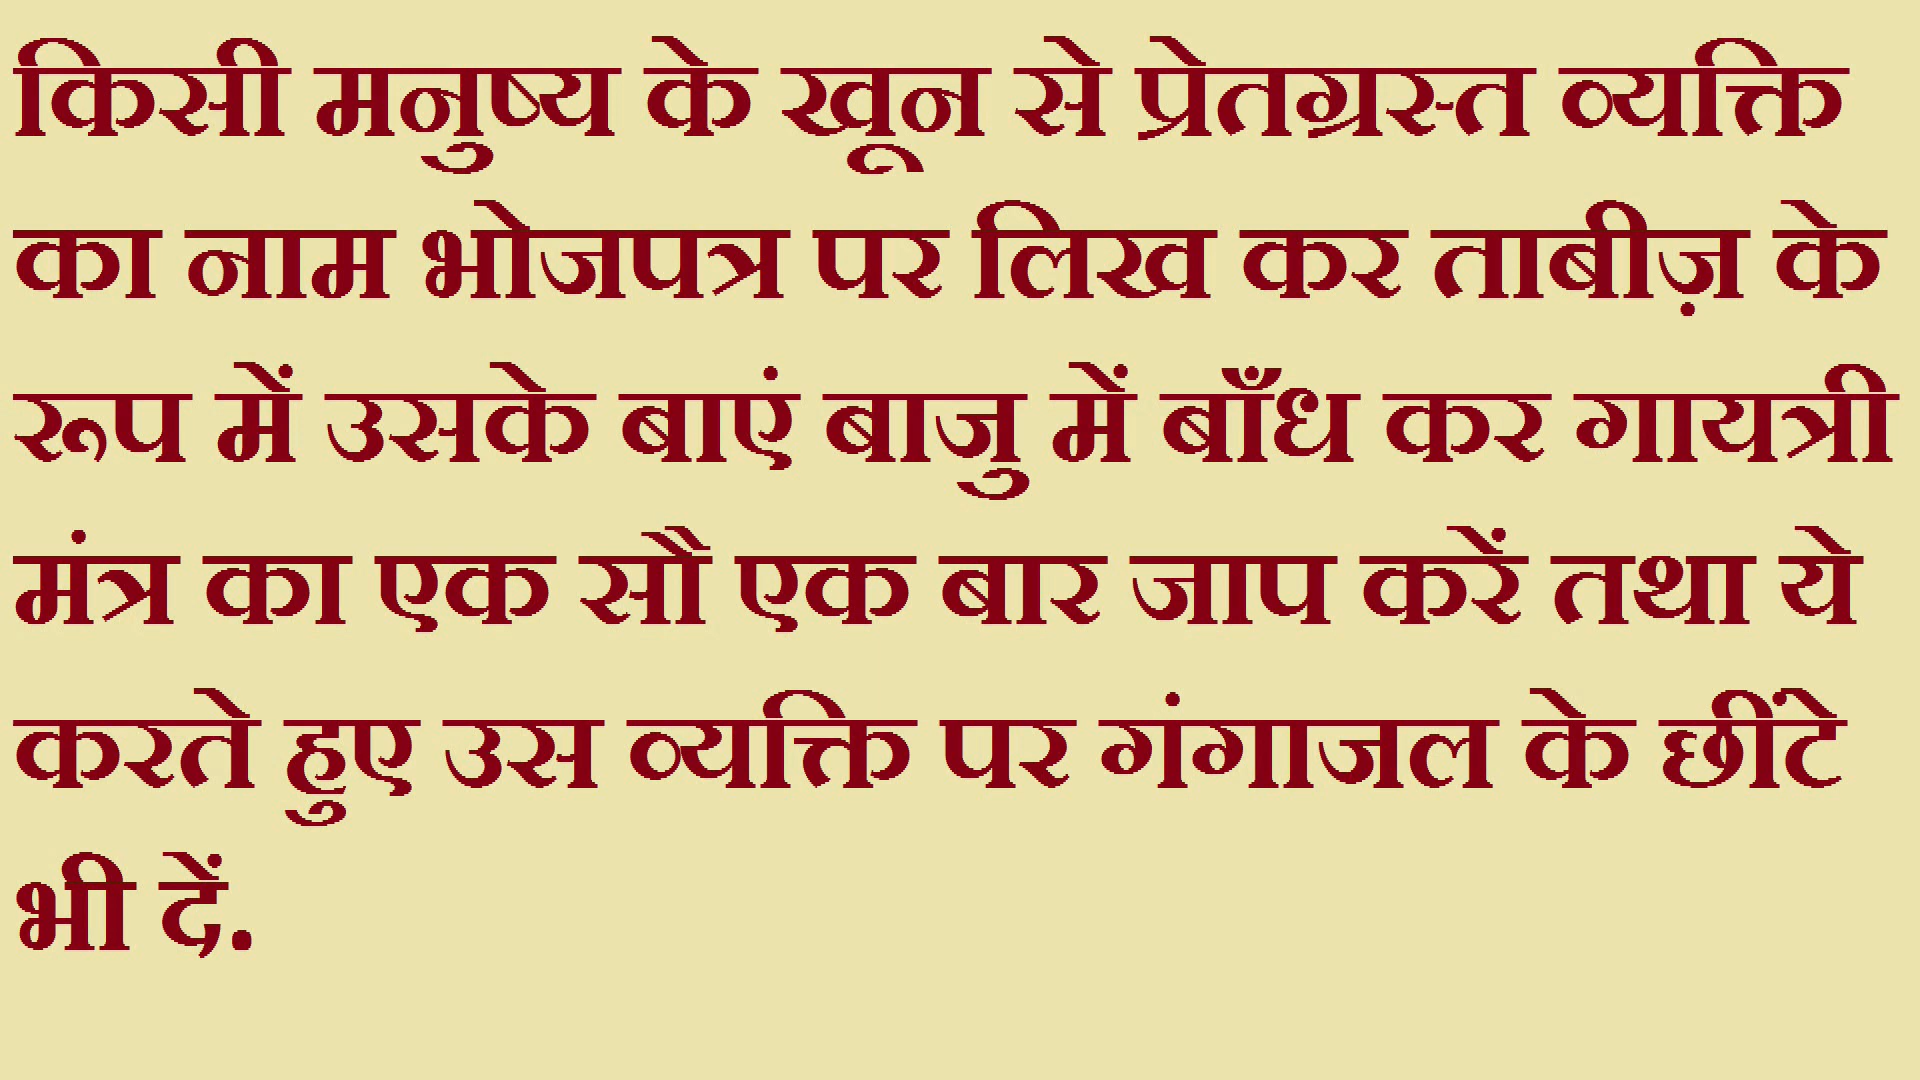 किसी मनुष्य के खून से प्रेतग्रस्त व्यक्ति
का नाम भोजपत्र पर लिख कर ताबीज़ के
रूप में उसके बाएं बाजु में बाँध कर गायत्री
मंत्र का एक सौ एक बार जाप करें तथा ये
करते हुए उस व्यक्ति पर गंगाजल के छींटे
भी दें.